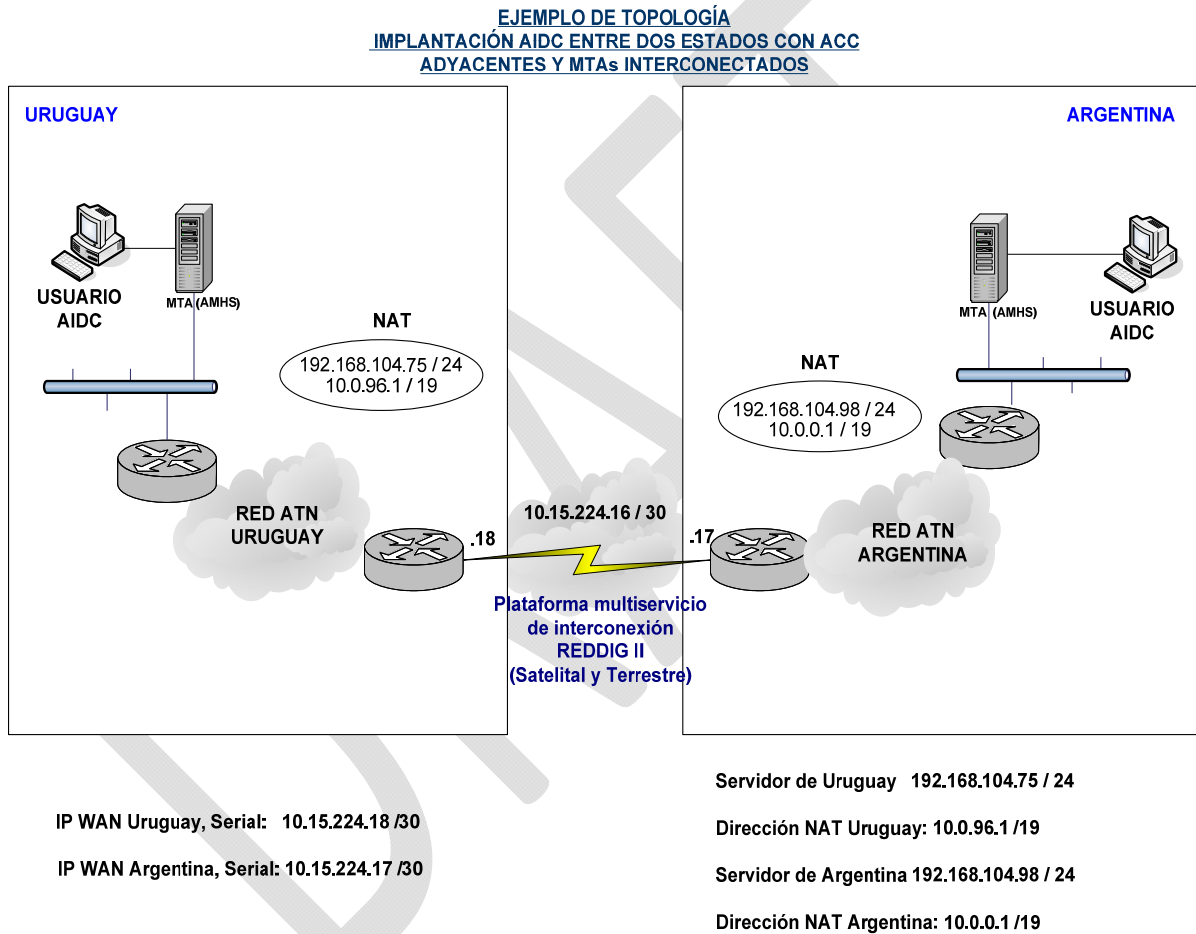 EJEMPLO DE TOPOLOGÍA
IMPLANTACIÓN AIDC ENTRE DOS ESTADOS CON ACC
ADYACENTES Y MTAs INTERCONECTADOS
URUGUAY
ARGENTINA
USUARIO
AIDC
MTA (AMHS)
NAT
192.168.104.75 / 24
10.0.96.1 / 19
MTA (AMHS)
USUARIO
AIDC
NAT
192.168.104.98 / 24
10.0.0.1 / 19
RED ATN
URUGUAY
.18
10.15.224.16 / 30
.17
RED ATN
ARGENTINA
Plataforma multiservicio
de interconexión
REDDIG II
(Satelital y Terrestre)
IP WAN Uruguay, Serial: 10.15.224.18 /30
IP WAN Argentina, Serial: 10.15.224.17 /30
Servidor de Uruguay 192.168.104.75 / 24
Dirección NAT Uruguay: 10.0.96.1 /19
Servidor de Argentina 192.168.104.98 / 24
Dirección NAT Argentina: 10.0.0.1 /19
DRAFT